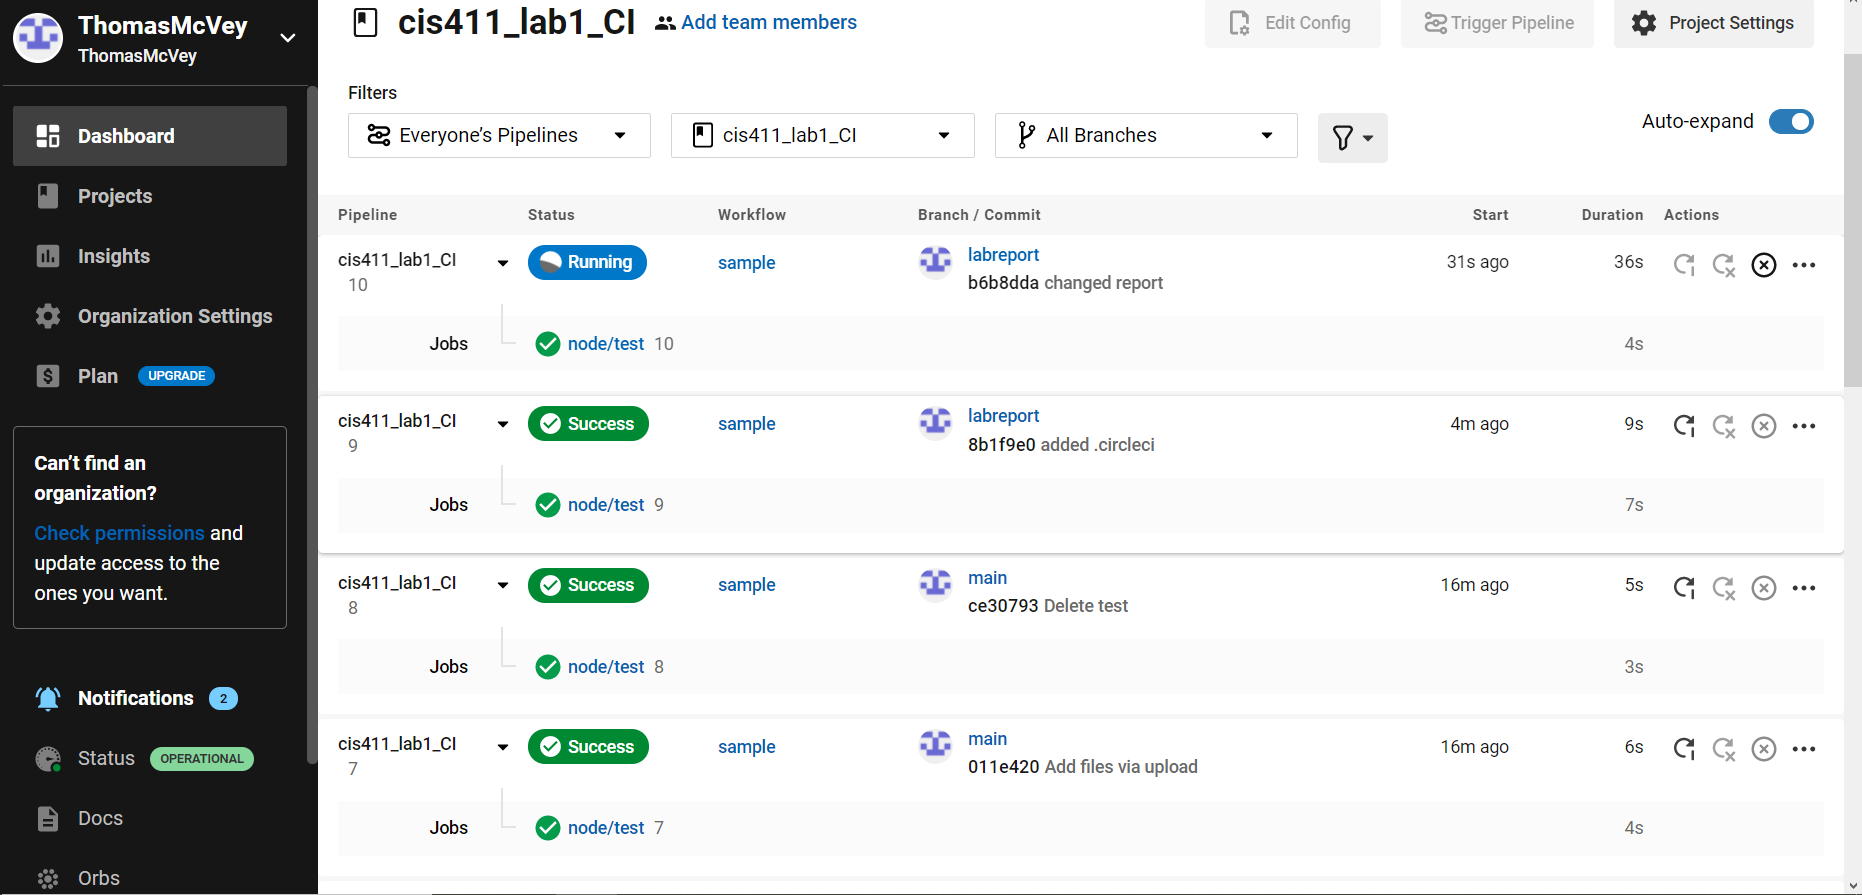 ThomasMcVey
ThomasMcVey
Dashboard
Projects
Insights
Organization Settings
Plan UPGRADE
Can't find an
organization?
Check permissions and
update access to the
ones you want.
Notifications 2
Status OPERATIONAL
Docs
Orbs
cis411_lab1_CI Add team members
Edit Config Trigger Pipeline Project Settings
Filters
Everyone's Pipelines cis411_lab1_CI All Branches
Auto-expand
Pipeline Status Workflow Branch / Commit Start Duration Actions
cis411_lab1_CI Running sample labreport 31s ago 36s
10 b6b8dda changed report
Jobs node/test 10 4s
cis411_lab1_CI Success sample labreport 4m ago 9s
9 8b1f9e0 added .circleci
Jobs node/test 9 7s
cis411_lab1_CI Success sample main 16m ago 5s
8 ce30793 Delete test
Jobs node/test 8 3s
cis411_lab1_CI Success sample main 16m ago 6s
7 011e420 Add files via upload
Jobs node/test 7 4s